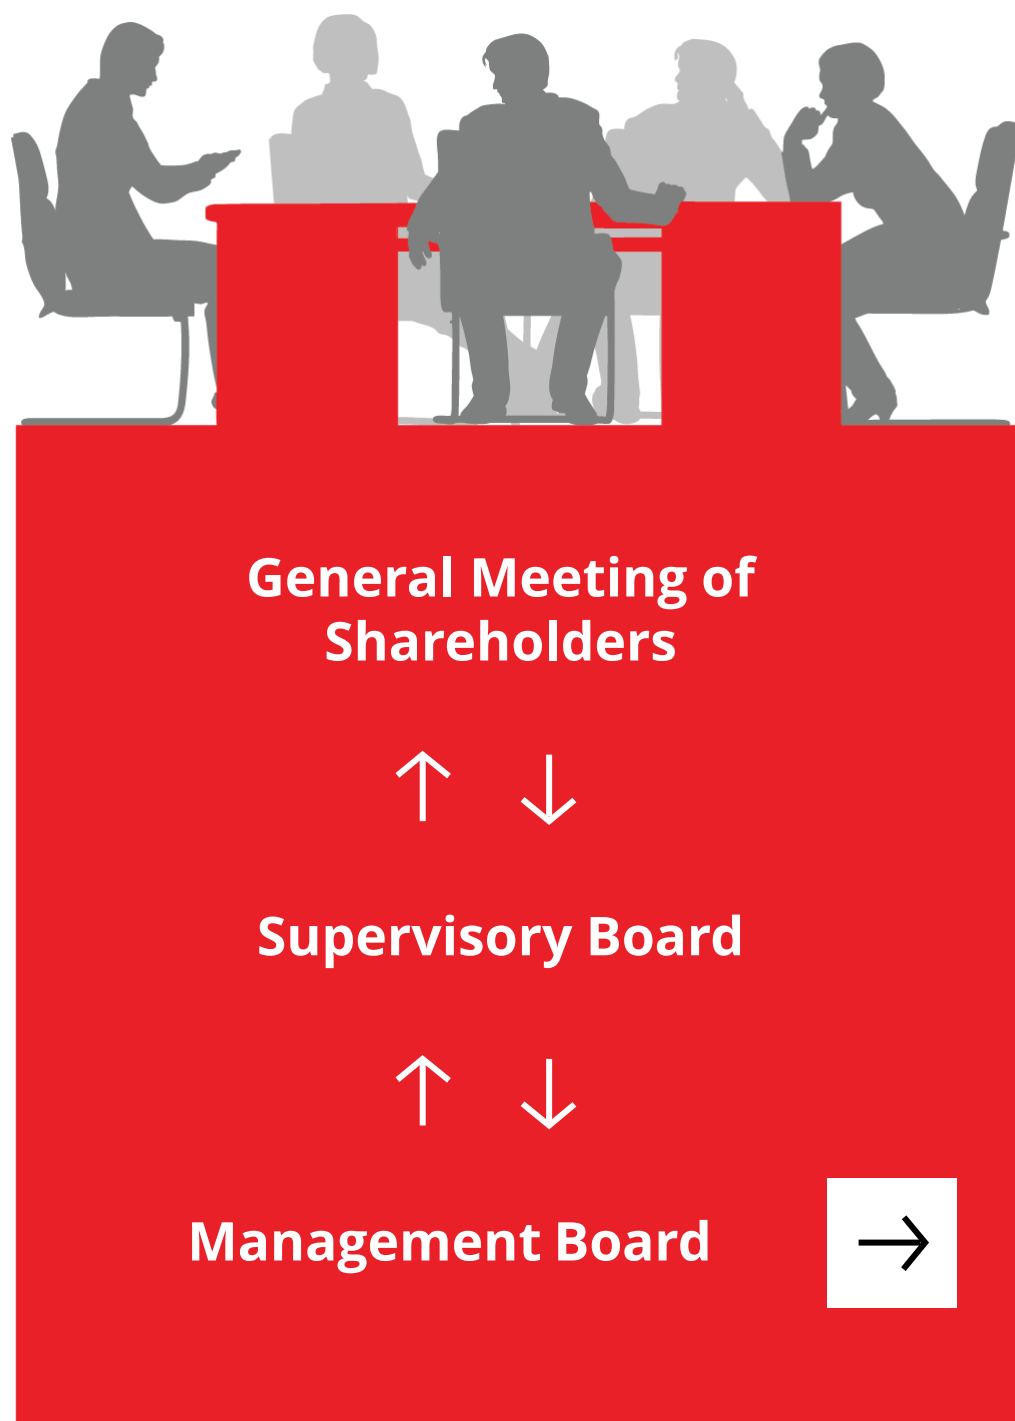 General Meeting of
Shareholders
Supervisory Board
Management Board